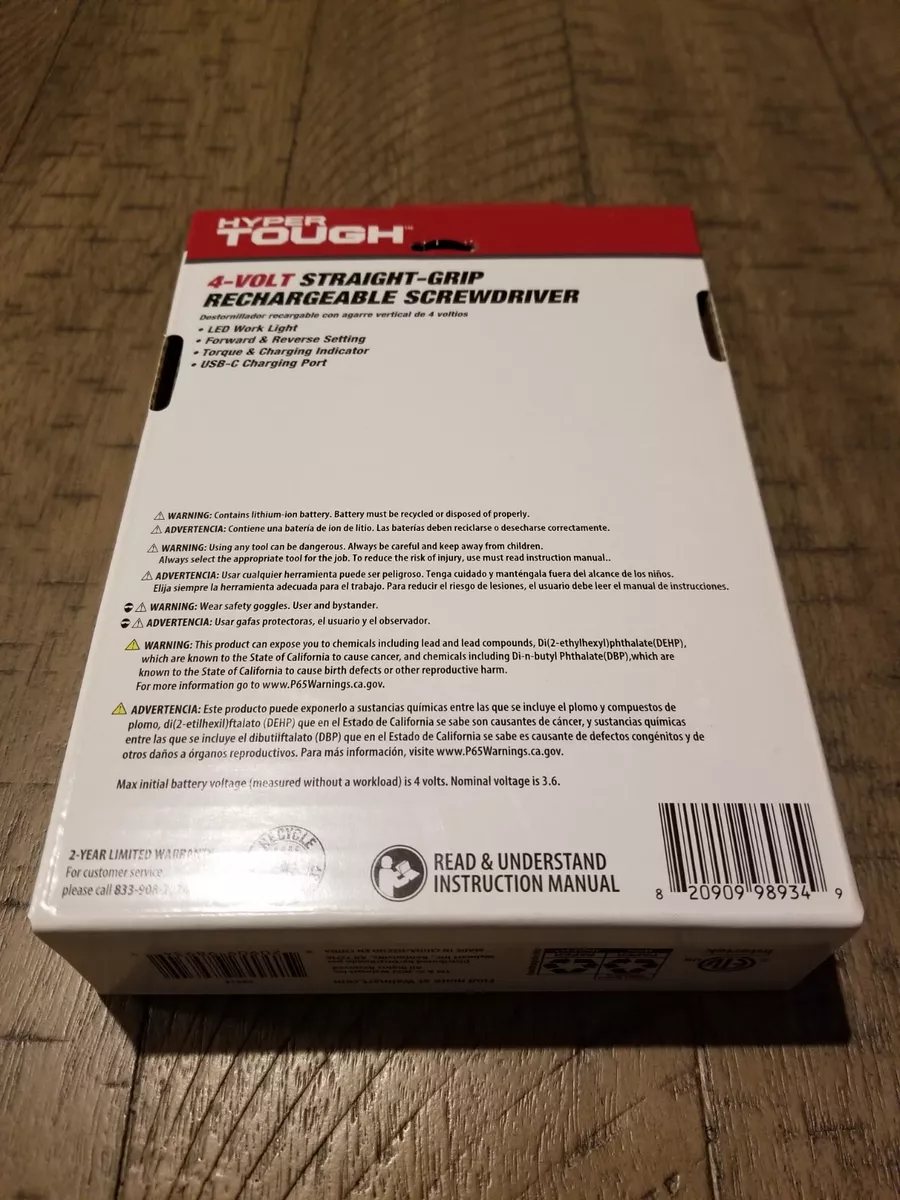 HYPER
TOUGH™
4-VOLT STRAIGHT-GRIP
RECHARGEABLE SCREWDRIVER
Destornillador recargable con agarre vertical de 4 voltios
• LED Work Light
• Forward & Reverse Setting
• Torque & Charging Indicator
• USB-C Charging Port
WARNING: Contains lithium-ion battery. Battery must be recycled or disposed of properly.
ADVERTENCIA: Contiene una batería de ion de litio. Las baterías deben reciclarse o desecharse correctamente.
WARNING: Using any tool can be dangerous. Always be careful and keep away from children.
Always select the appropriate tool for the job. To reduce the risk of injury, use must read instruction manual..
ADVERTENCIA: Usar cualquier herramienta puede ser peligroso. Tenga cuidado y manténgala fuera del alcance de los niños.
Elija siempre la herramienta adecuada para el trabajo. Para reducir el riesgo de lesiones, el usuario debe leer el manual de instrucciones.
WARNING: Wear safety goggles. User and bystander.
ADVERTENCIA: Usar gafas protectoras, el usuario y el observador.
WARNING: This product can expose you to chemicals including lead and lead compounds, Di(2-ethylhexyl)phthalate(DEHP),
which are known to the State of California to cause cancer, and chemicals including Di-n-butyl Phthalate(DBP),which are
known to the State of California to cause birth defects or other reproductive harm.
For more information go to www.P65Warnings.ca.gov.
ADVERTENCIA: Este producto puede exponerlo a sustancias químicas entre las que se incluye el plomo y compuestos de
plomo, di(2-etilhexil)ftalato (DEHP) que en el Estado de California se sabe son causantes de cáncer, y sustancias químicas
entre las que se incluye el dibutilftalato (DBP) que en el Estado de California se sabe es causante de defectos congénitos y de
otros daños a órganos reproductivos. Para más información, visite www.P65Warnings.ca.gov.
Max initial battery voltage (measured without a workload) is 4 volts. Nominal voltage is 3.6.
2-YEAR LIMITED WARRANTY
For customer service
please call 833-908-
RECYCLE
READ & UNDERSTAND
INSTRUCTION MANUAL
8 20909 98934 9
Find more at Walmart.com